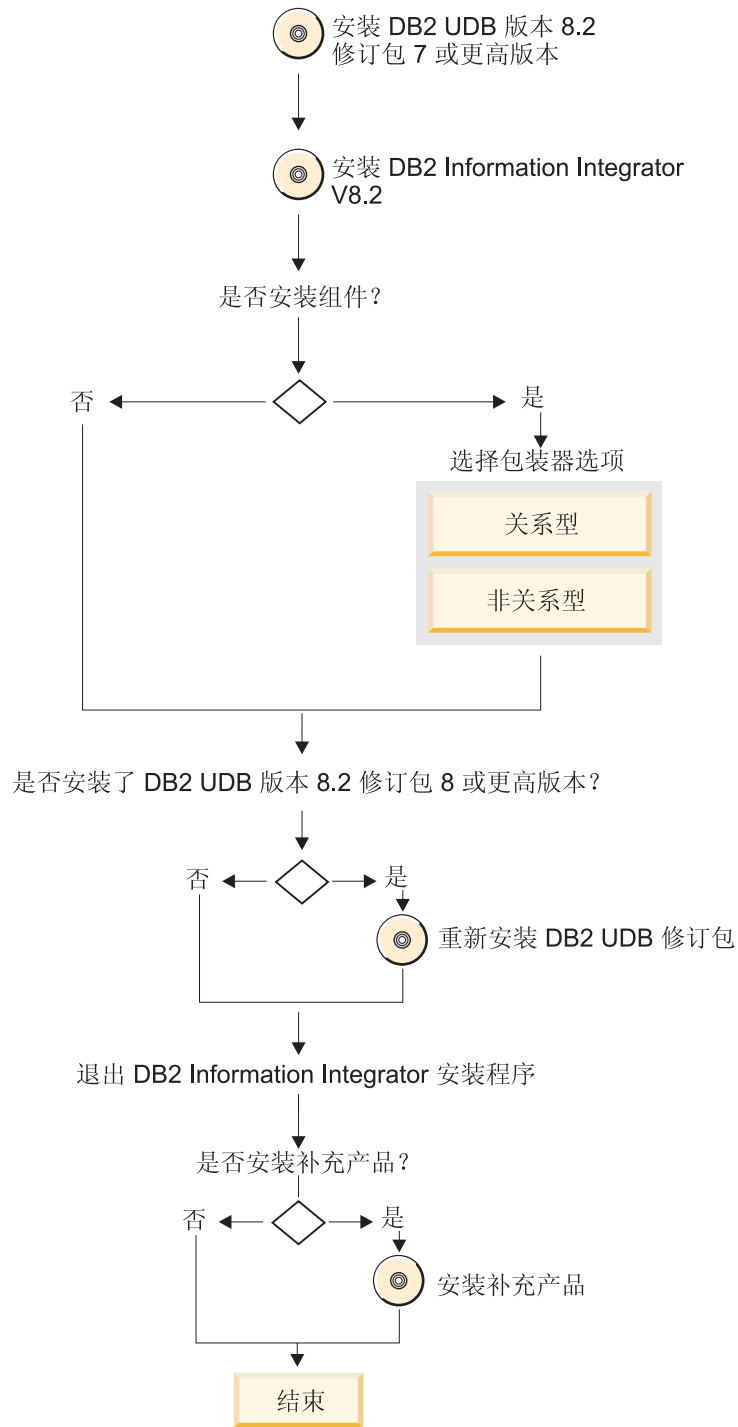 安装 DB2 UDB 版本 8.2
修订包 7 或更高版本
安装 DB2 Information Integrator
V8.2
是否安装组件？
否
是
选择包装器选项
关系型
非关系型
是否安装了 DB2 UDB 版本 8.2 修订包 8 或更高版本？
否
是
重新安装 DB2 UDB 修订包
退出 DB2 Information Integrator 安装程序
是否安装补充产品？
否
是
安装补充产品
结束